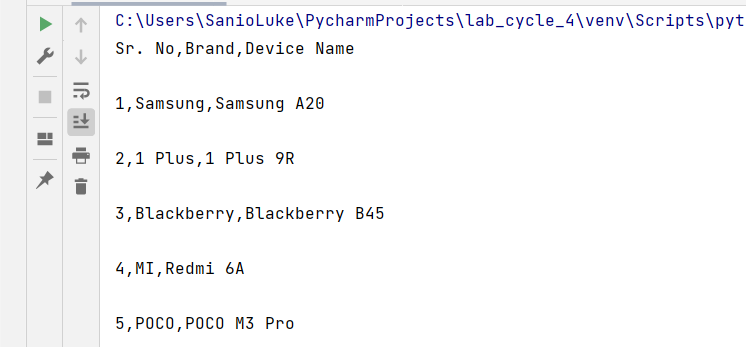 C:\Users\SanioLuke\PycharmProjects\lab_cycle_4\venv\Scripts\pyt
Sr. No,Brand,Device Name
1,Samsung,Samsung A20
2,1 Plus,1 Plus 9R
3,Blackberry,Blackberry B45
4,MI,Redmi 6A
5,POCO,POCO M3 Pro